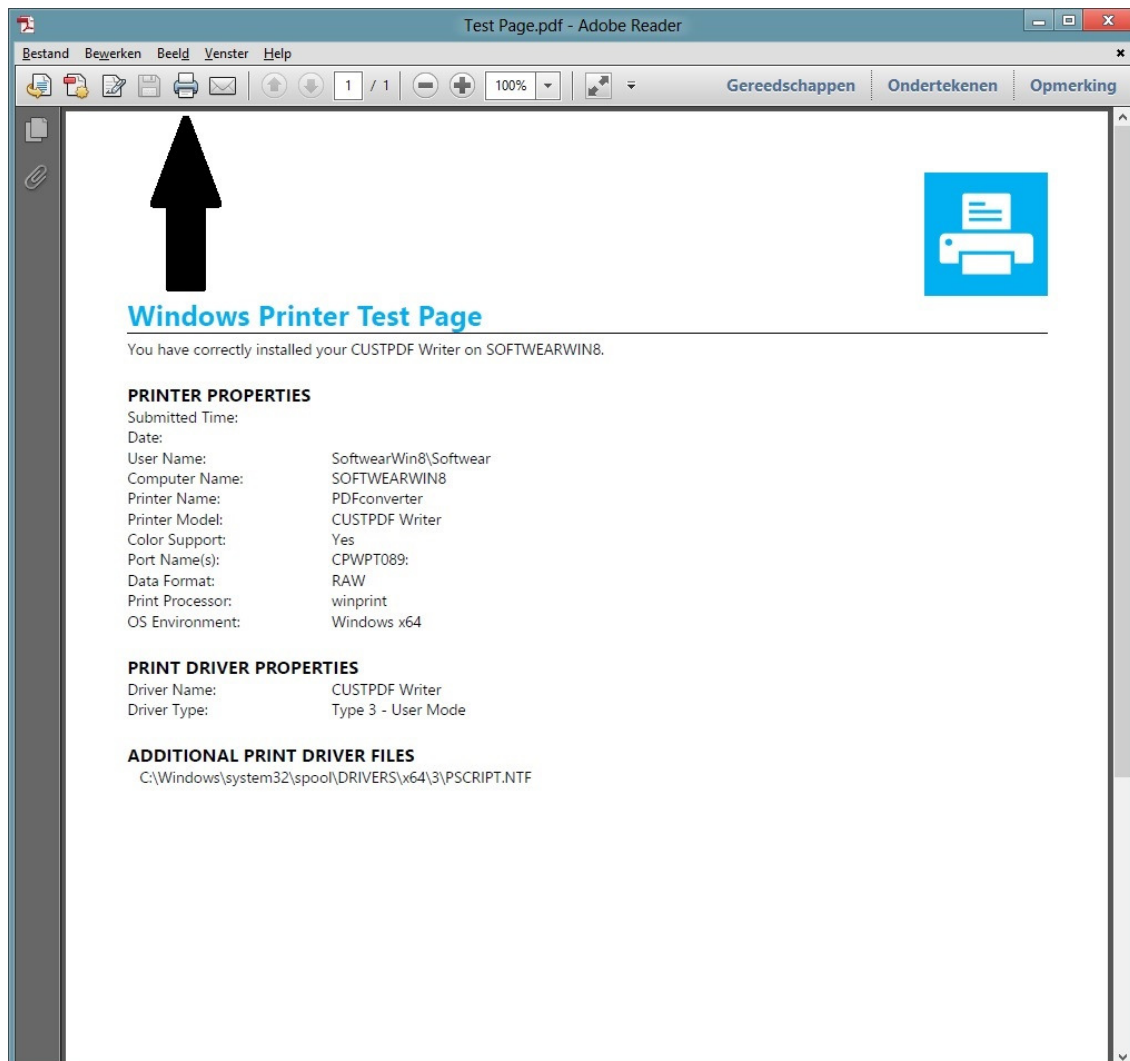 Test Page.pdf - Adobe Reader
Bestand Bewerken Beeld Venster Help
1 / 1 100% Gereedschappen Ondertekenen Opmerking
Windows Printer Test Page
You have correctly installed your CUSTPDF Writer on SOFTWEARWIN8.
PRINTER PROPERTIES
Submitted Time:
Date:
User Name: SoftwearWin8\Softwear
Computer Name: SOFTWEARWIN8
Printer Name: PDFconverter
Printer Model: CUSTPDF Writer
Color Support: Yes
Port Name(s): CPWPT089:
Data Format: RAW
Print Processor: winprint
OS Environment: Windows x64
PRINT DRIVER PROPERTIES
Driver Name: CUSTPDF Writer
Driver Type: Type 3 - User Mode
ADDITIONAL PRINT DRIVER FILES
C:\Windows\system32\spool\DRIVERS\x64\3\PSCRIPT.NTF